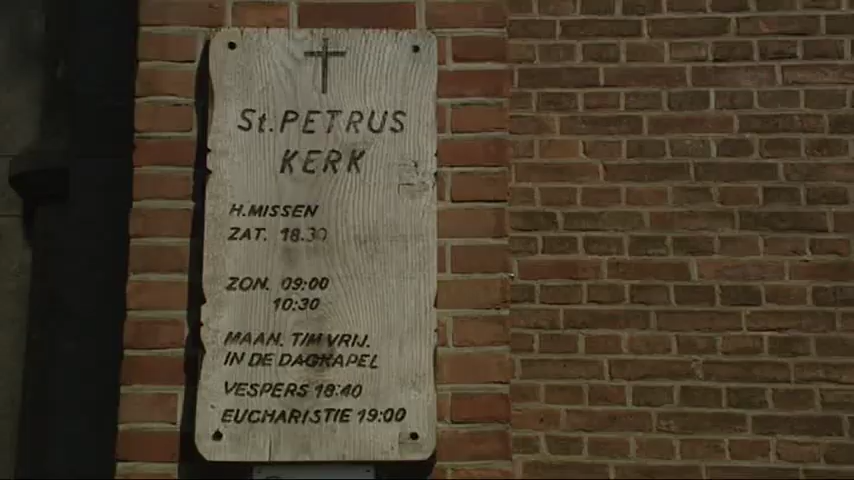 St. PETRUS
KERK
H. MISSEN
ZAT. 18.30
ZON. 09:00
10:30
MAAN. T/M VRIJ.
IN DE DAGKAPEL
VESPERS 18:40
EUCHARISTIE 19:00